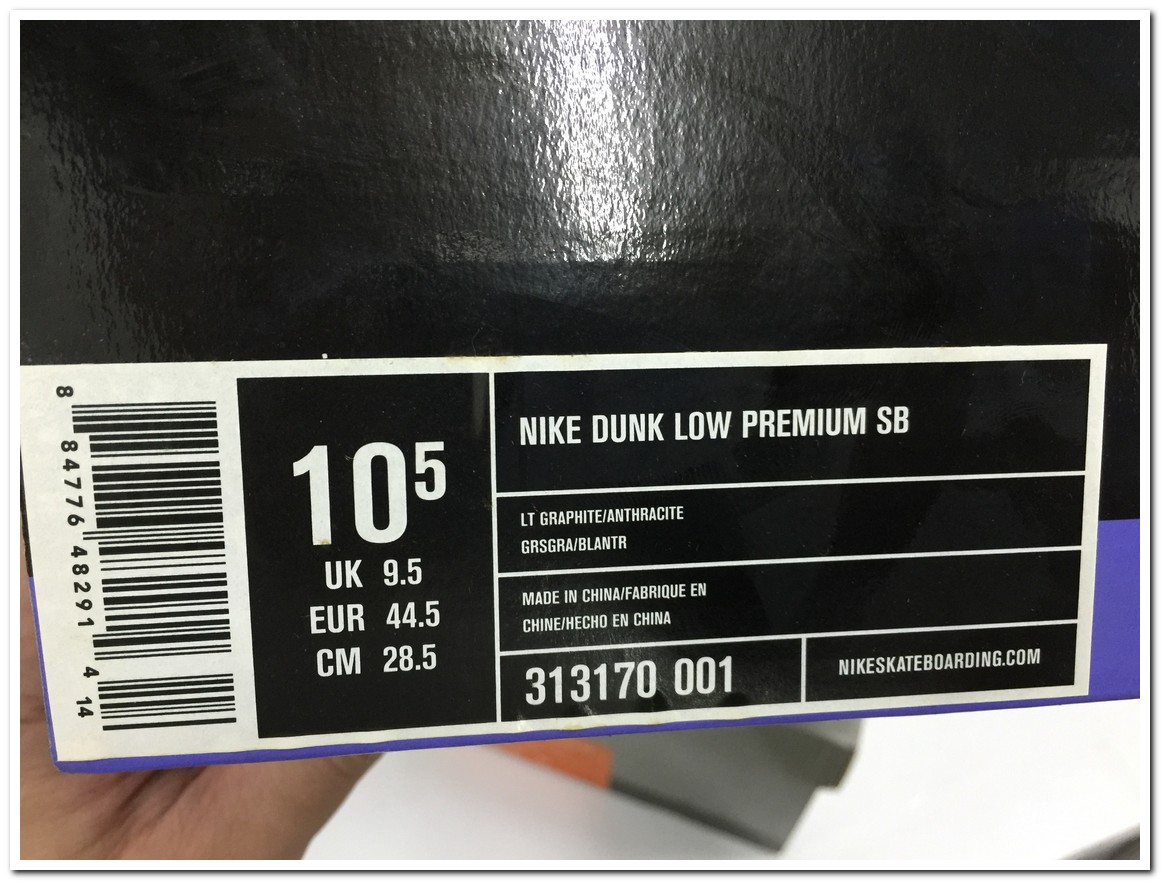 8 84776 48291 4 14
10 5
UK 9.5
EUR 44.5
CM 28.5
NIKE DUNK LOW PREMIUM SB
LT GRAPHITE/ANTHRACITE
GRSGRA/BLANTR
MADE IN CHINA/FABRIQUE EN
CHINE/HECHO EN CHINA
313170 001
NIKESKATEBOARDING.COM